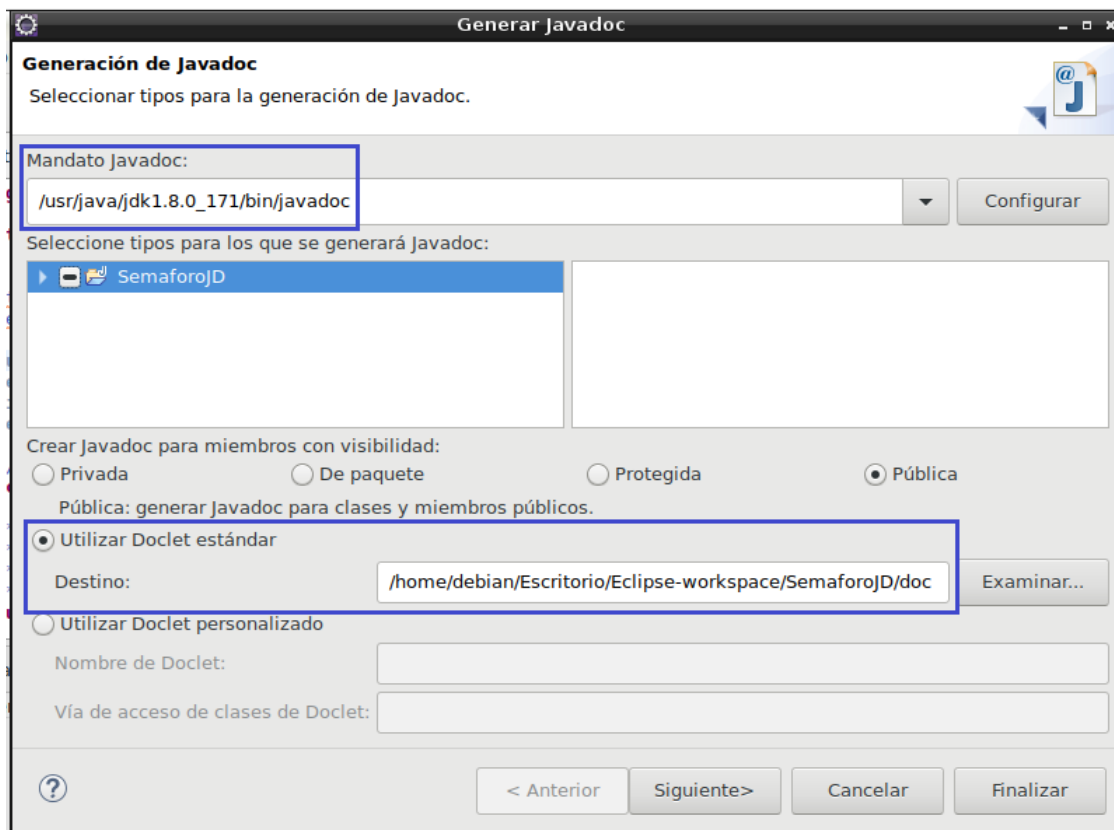 Generar Javadoc
Generación de Javadoc
Seleccionar tipos para la generación de Javadoc.
@
J
Mandato Javadoc:
/usr/java/jdk1.8.0_171/bin/javadoc
Configurar
Seleccione tipos para los que se generará Javadoc:
SemaforoJD
Crear Javadoc para miembros con visibilidad:
Privada De paquete Protegida Pública
Pública: generar Javadoc para clases y miembros públicos.
Utilizar Doclet estándar
Destino: /home/debian/Escritorio/Eclipse-workspace/SemaforoJD/doc Examinar...
Utilizar Doclet personalizado
Nombre de Doclet:
Vía de acceso de clases de Doclet:
? < Anterior Siguiente> Cancelar Finalizar